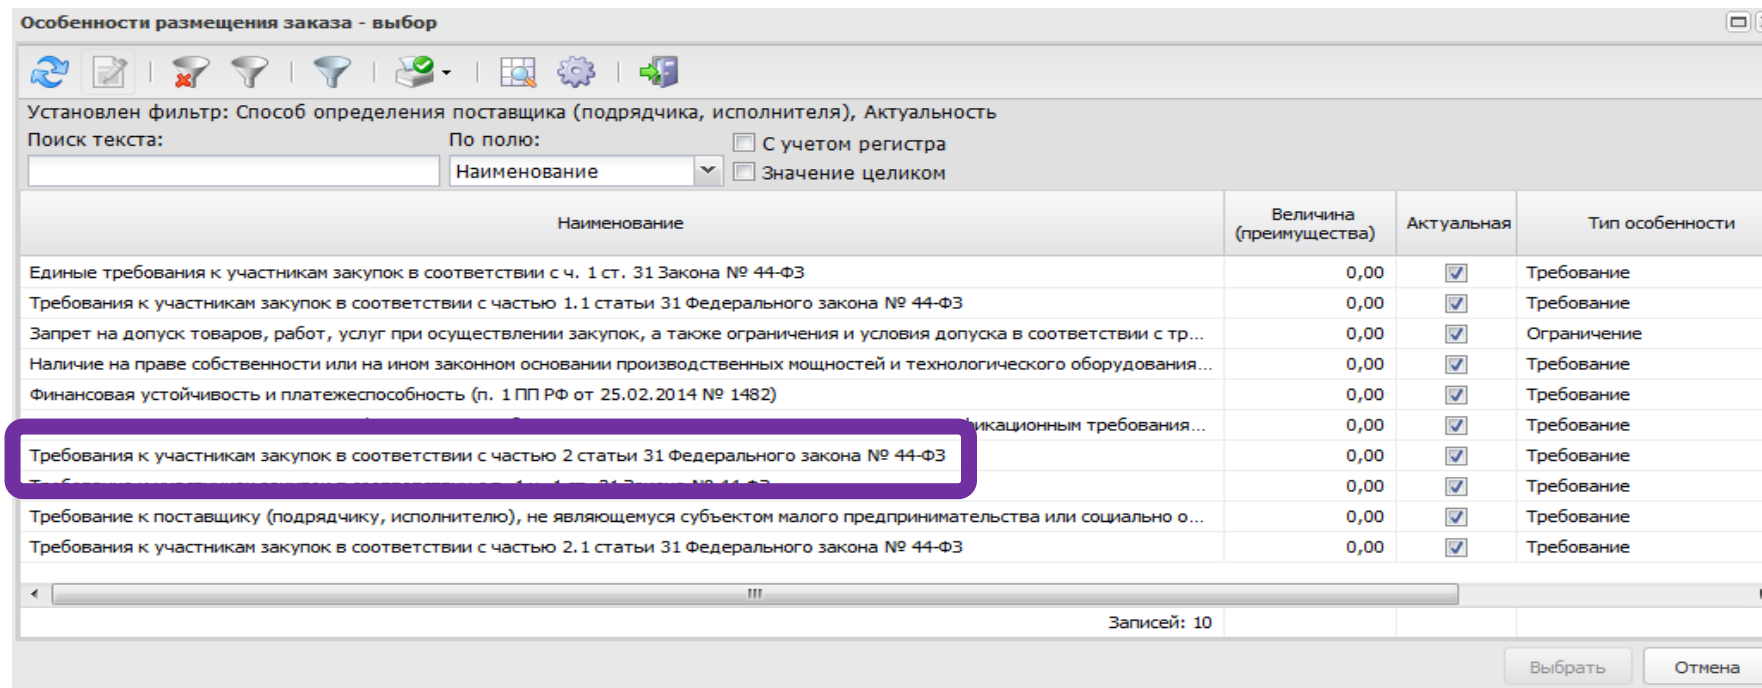 Особенности размещения заказа - выбор
Установлен фильтр: Способ определения поставщика (подрядчика, исполнителя), Актуальность
Поиск текста: По полю: С учетом регистра
Наименование Значение целиком
Наименование Величина (преимущества) Актуальная Тип особенности
Единые требования к участникам закупок в соответствии с ч. 1 ст. 31 Закона № 44-ФЗ 0,00 Требование
Требования к участникам закупок в соответствии с частью 1.1 статьи 31 Федерального закона № 44-ФЗ 0,00 Требование
Запрет на допуск товаров, работ, услуг при осуществлении закупок, а также ограничения и условия допуска в соответствии с тр... 0,00 Ограничение
Наличие на праве собственности или на ином законном основании производственных мощностей и технологического оборудования... 0,00 Требование
Финансовая устойчивость и платежеспособность (п. 1 ПП РФ от 25.02.2014 № 1482) 0,00 Требование
требования... 0,00 Требование
Требования к участникам закупок в соответствии с частью 2 статьи 31 Федерального закона № 44-ФЗ 0,00 Требование
0,00 Требование
Требование к поставщику (подрядчику, исполнителю), не являющемуся субъектом малого предпринимательства или социально о... 0,00 Требование
Требования к участникам закупок в соответствии с частью 2.1 статьи 31 Федерального закона № 44-ФЗ 0,00 Требование
Записей: 10
Выбрать Отмена